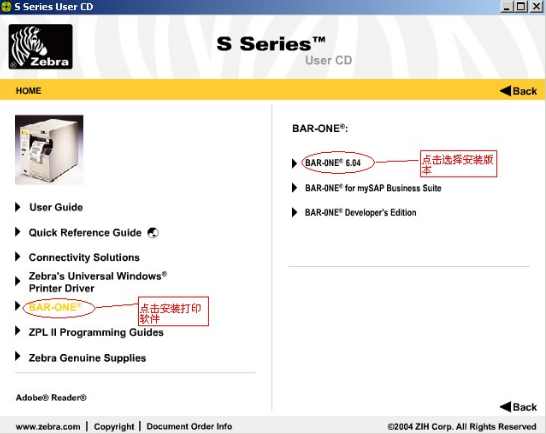 S Series User CD
Zebra
S Series™
User CD
HOME
Back
User Guide
Quick Reference Guide
Connectivity Solutions
Zebra's Universal Windows®
Printer Driver
BAR-ONE®
点击安装打印
软件
ZPL II Programming Guides
Zebra Genuine Supplies
Adobe® Reader®
BAR-ONE®:
BAR-ONE® 6.04
点击选择安装版
本
BAR-ONE® for mySAP Business Suite
BAR-ONE® Developer's Edition
Back
www.zebra.com | Copyright | Document Order Info
©2004 ZIH Corp. All Rights Reserved